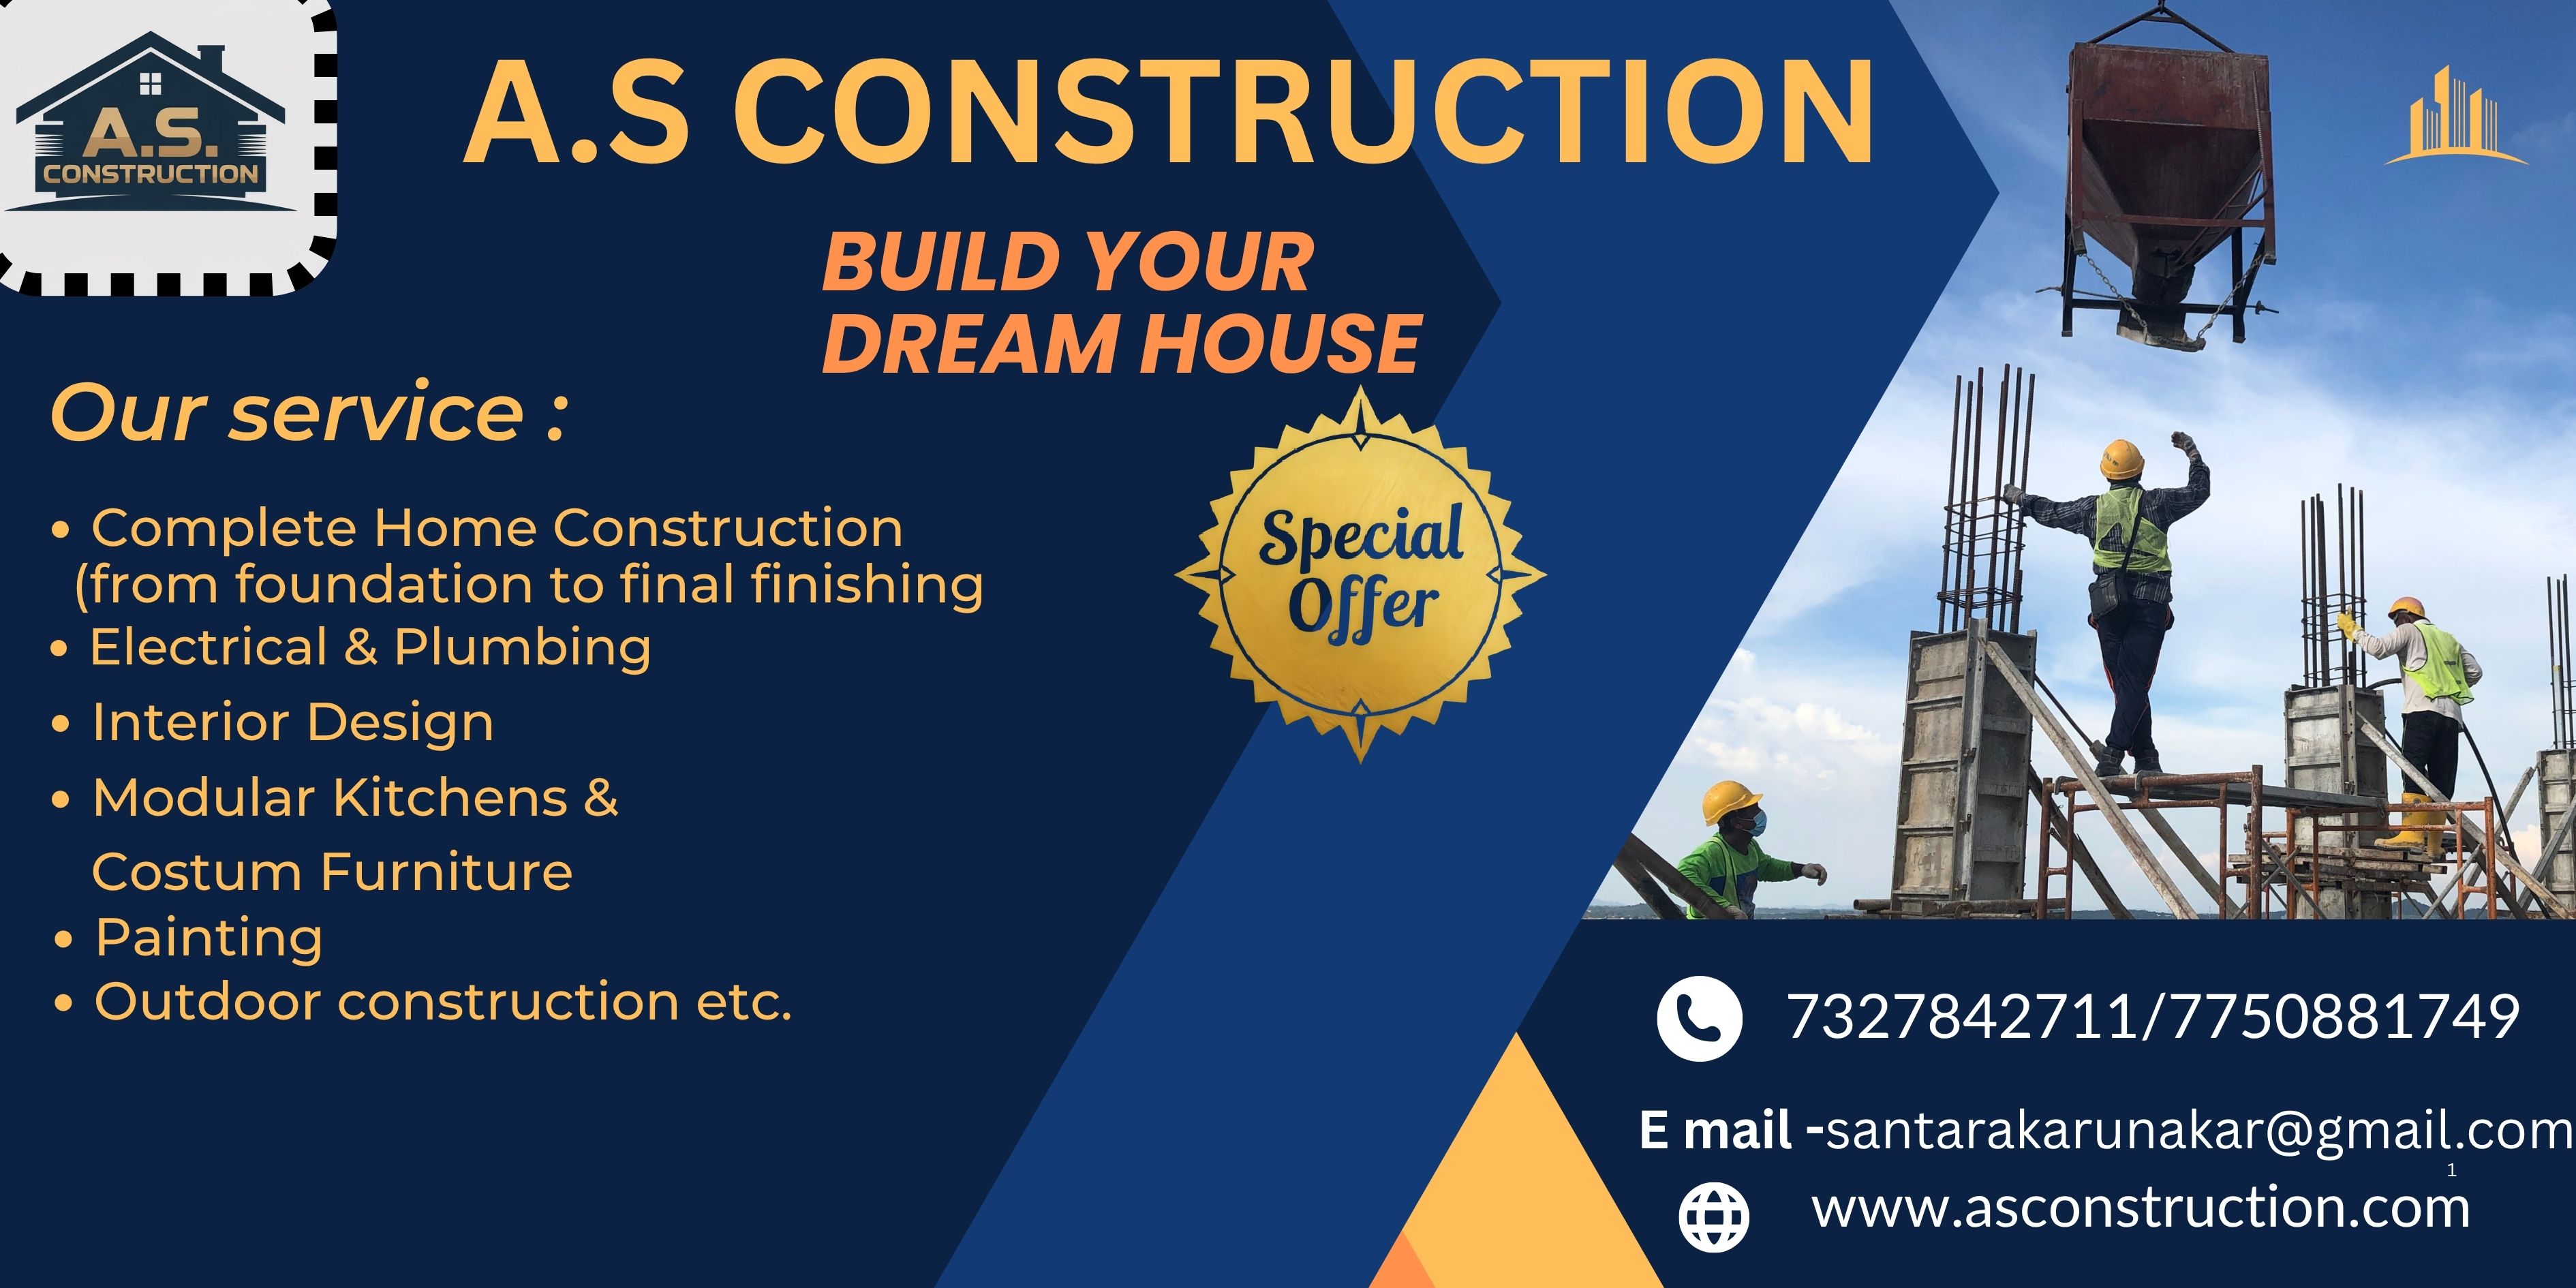 A.S.
CONSTRUCTION
A.S CONSTRUCTION
BUILD YOUR
DREAM HOUSE
Our service :
• Complete Home Construction
(from foundation to final finishing
• Electrical & Plumbing
• Interior Design
• Modular Kitchens &
Costum Furniture
• Painting
• Outdoor construction etc.
Special
Offer
7327842711/7750881749
E mail -santarakarunakar@gmail.com
1
www.asconstruction.com